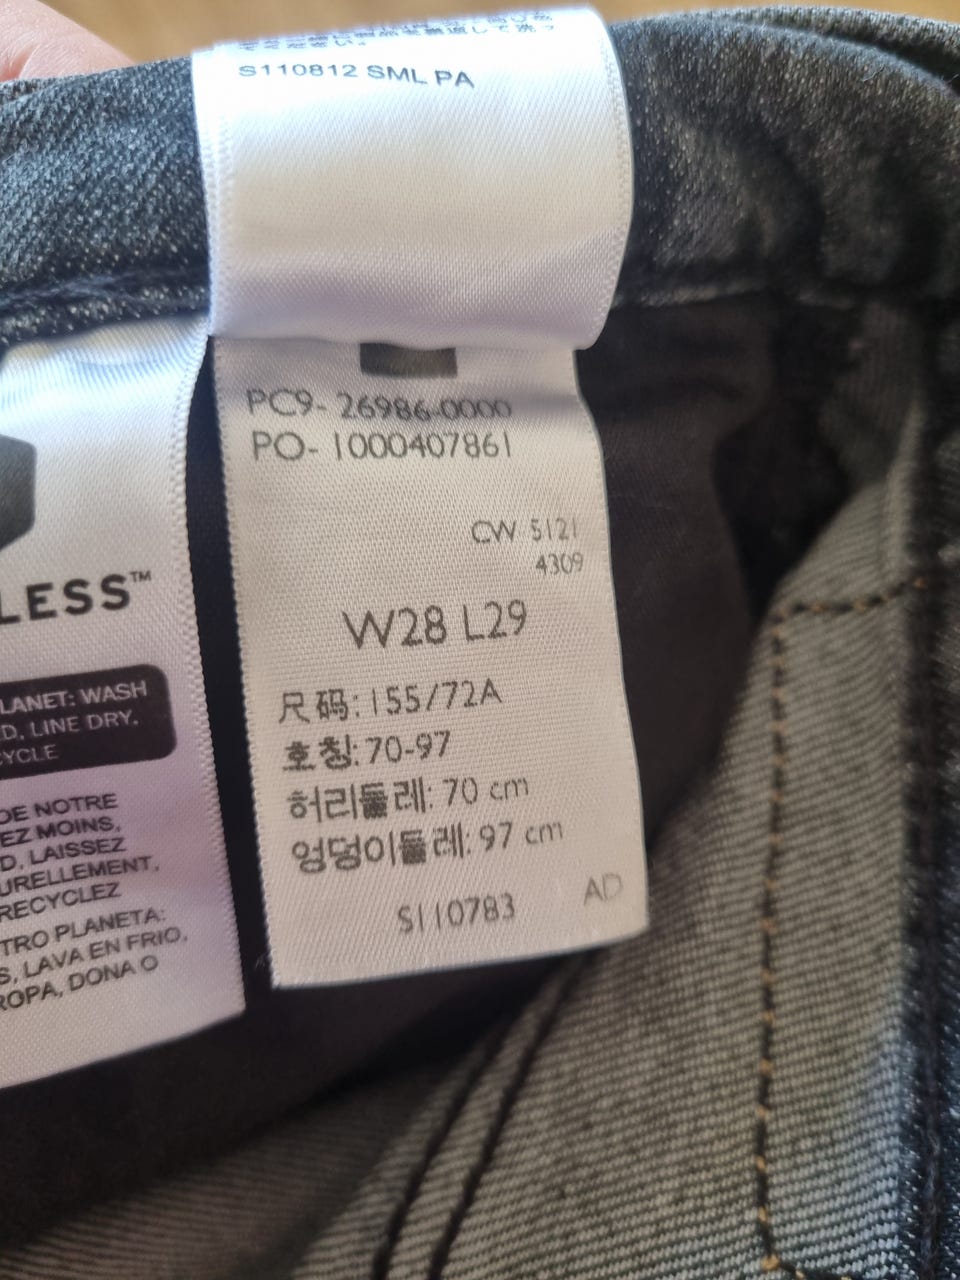 S110812 SML PA
PC9- 26986-0000
PO- 1000407861
CW 5121
4309
W28 L29
尺码: 155/72A
호칭: 70-97
허리둘레: 70 cm
엉덩이둘레: 97 cm
S110783
AD
LESS™
LANET: WASH
D, LINE DRY,
CYCLE
DE NOTRE
EZ MOINS,
D, LAISSEZ
URELLEMENT,
RECYCLEZ
TRO PLANETA:
S, LAVA EN FRIO,
ROPA, DONA O